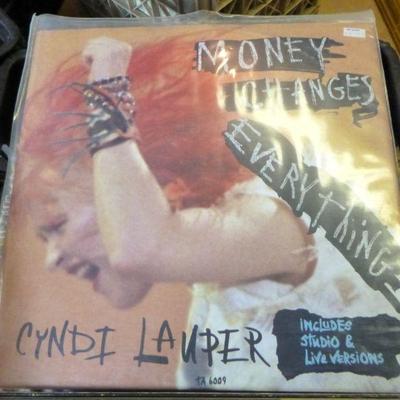 MONEY
CHANGES
EVERYTHING
CYNDI LAUPER
INCLUDES
STUDIO &
LIVE VERSIONS
TA 6009